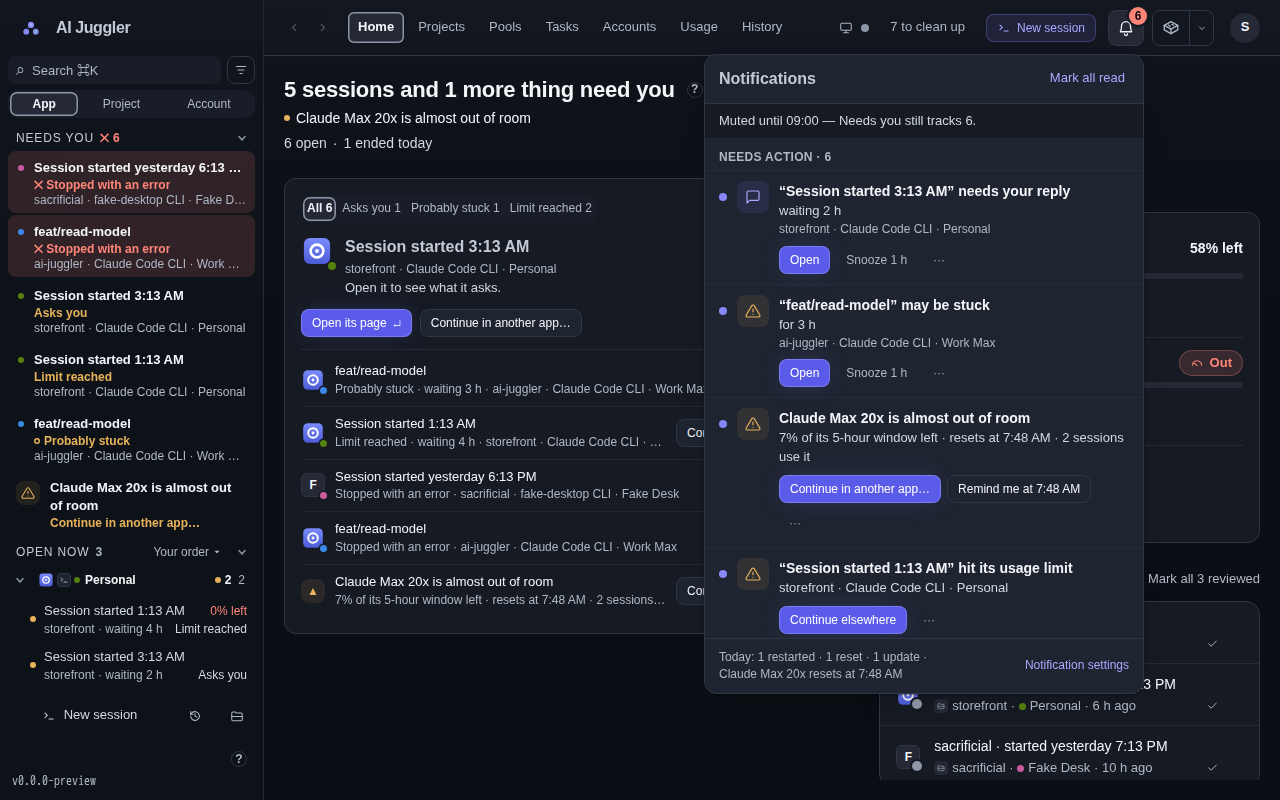 AI Juggler
Search ⌘K
App Project Account
NEEDS YOU 6
Session started yesterday 6:13 …
Stopped with an error
sacrificial · fake-desktop CLI · Fake D…
feat/read-model
Stopped with an error
ai-juggler · Claude Code CLI · Work …
Session started 3:13 AM
Asks you
storefront · Claude Code CLI · Personal
Session started 1:13 AM
Limit reached
storefront · Claude Code CLI · Personal
feat/read-model
Probably stuck
ai-juggler · Claude Code CLI · Work …
Claude Max 20x is almost out
of room
Continue in another app…
OPEN NOW 3 Your order
Personal 2 2
Session started 1:13 AM 0% left
storefront · waiting 4 h Limit reached
Session started 3:13 AM
storefront · waiting 2 h Asks you
New session
?
v0.0.0-preview
Home Projects Pools Tasks Accounts Usage History
7 to clean up
New session
6
S
5 sessions and 1 more thing need you ?
Claude Max 20x is almost out of room
6 open · 1 ended today
All 6 Asks you 1 Probably stuck 1 Limit reached 2
Session started 3:13 AM
storefront · Claude Code CLI · Personal
Open it to see what it asks.
Open its page Continue in another app…
feat/read-model
Probably stuck · waiting 3 h · ai-juggler · Claude Code CLI · Work Max
Session started 1:13 AM
Limit reached · waiting 4 h · storefront · Claude Code CLI · …
F
Session started yesterday 6:13 PM
Stopped with an error · sacrificial · fake-desktop CLI · Fake Desk
feat/read-model
Stopped with an error · ai-juggler · Claude Code CLI · Work Max
Claude Max 20x is almost out of room
7% of its 5-hour window left · resets at 7:48 AM · 2 sessions…
Notifications Mark all read
Muted until 09:00 — Needs you still tracks 6.
NEEDS ACTION · 6
“Session started 3:13 AM” needs your reply
waiting 2 h
storefront · Claude Code CLI · Personal
Open Snooze 1 h …
“feat/read-model” may be stuck
for 3 h
ai-juggler · Claude Code CLI · Work Max
Open Snooze 1 h …
Claude Max 20x is almost out of room
7% of its 5-hour window left · resets at 7:48 AM · 2 sessions
use it
Continue in another app… Remind me at 7:48 AM
…
“Session started 1:13 AM” hit its usage limit
storefront · Claude Code CLI · Personal
Continue elsewhere …
Today: 1 restarted · 1 reset · 1 update ·
Claude Max 20x resets at 7:48 AM
Notification settings
58% left
Out
Mark all 3 reviewed
3 PM
storefront · Personal · 6 h ago
F
sacrificial · started yesterday 7:13 PM
sacrificial · Fake Desk · 10 h ago